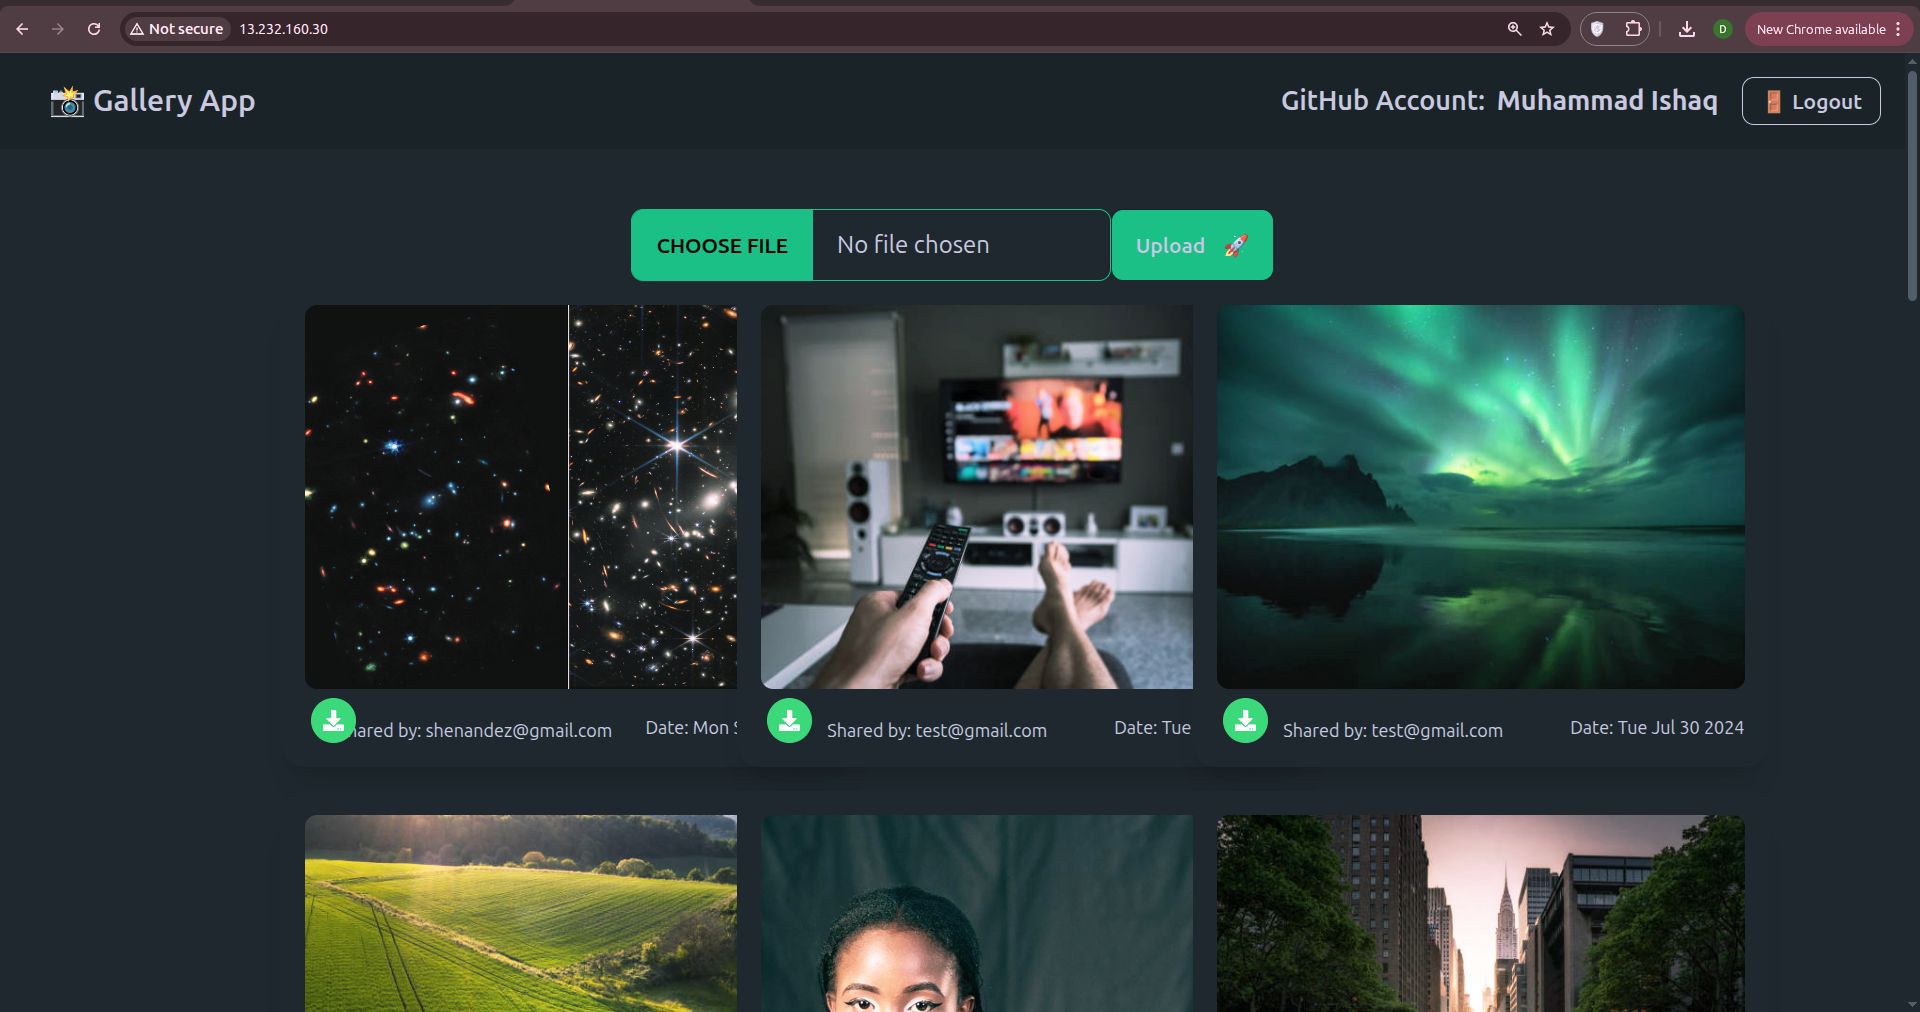 Not secure 13.232.160.30
D
New Chrome available
Gallery App
GitHub Account: Muhammad Ishaq
Logout
CHOOSE FILE No file chosen Upload
hared by: shenandez@gmail.com Date: Mon
Shared by: test@gmail.com Date: Tue
Shared by: test@gmail.com Date: Tue Jul 30 2024